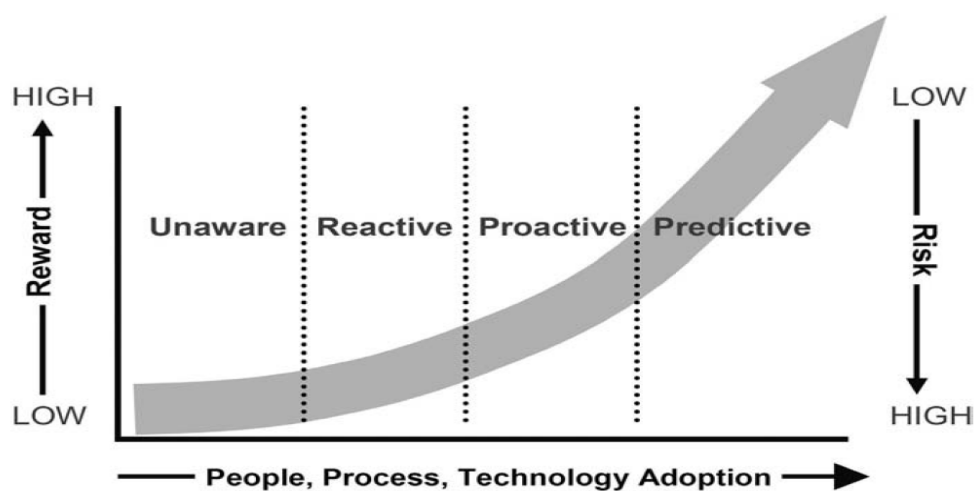 HIGH
LOW
Reward
Unaware
Reactive
Proactive
Predictive
Risk
LOW
HIGH
People, Process, Technology Adoption